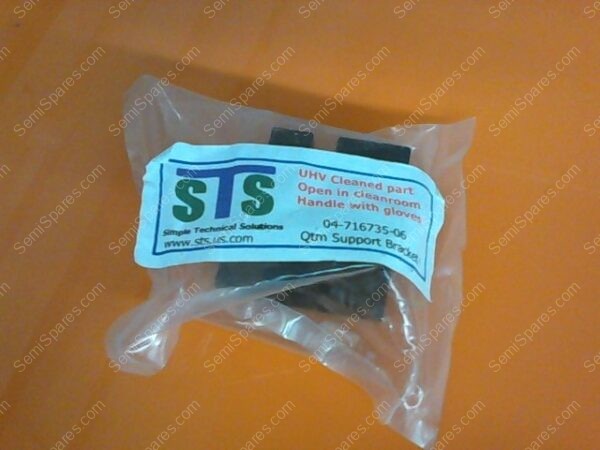 STS
Simple Technical Solutions
www.sts.us.com
UHV Cleaned part
Open in cleanroom
Handle with gloves
04-716735-06
Qtm Support Bracket
SemiSpares.com